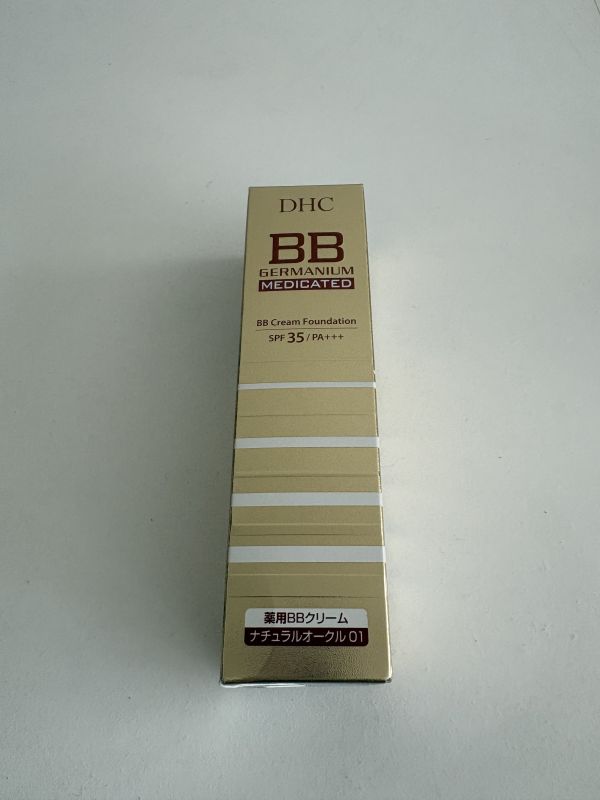 DHC
BB
GERMANIUM
MEDICATED
BB Cream Foundation
SPF 35 / PA+++
薬用BBクリーム
ナチュラルオークル 01